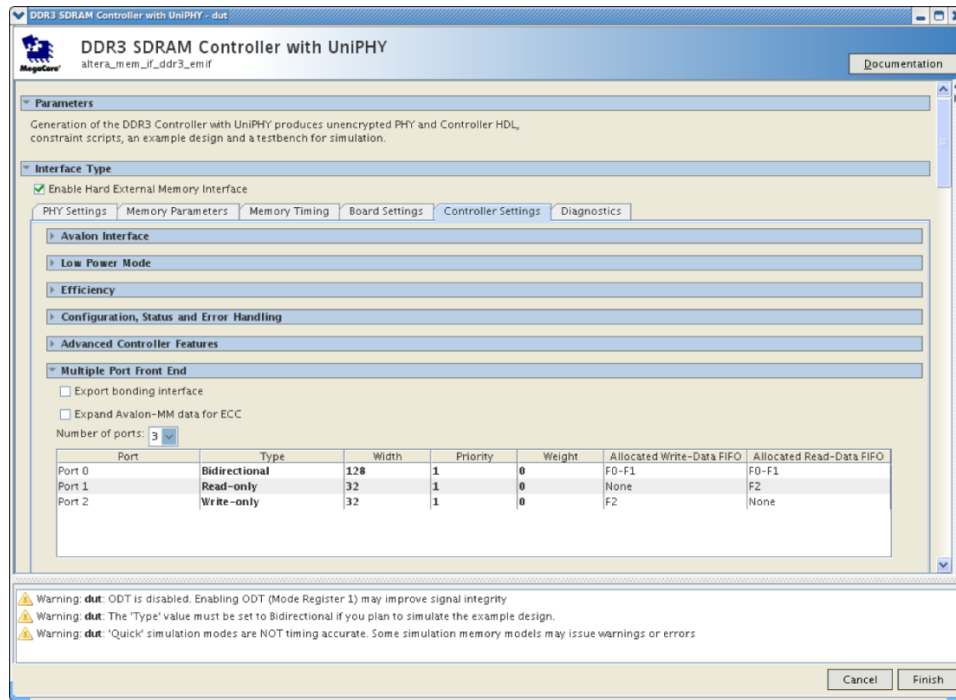 DDR3 SDRAM Controller with UniPHY - dut
DDR3 SDRAM Controller with UniPHY
altera_mem_if_ddr3_emif
MegaCore'
Documentation
Parameters
Generation of the DDR3 Controller with UniPHY produces unencrypted PHY and Controller HDL,
constraint scripts, an example design and a testbench for simulation.
Interface Type
Enable Hard External Memory Interface
PHY Settings Memory Parameters Memory Timing Board Settings Controller Settings Diagnostics
Avalon Interface
Low Power Mode
Efficiency
Configuration, Status and Error Handling
Advanced Controller Features
Multiple Port Front End
Export bonding interface
Expand Avalon-MM data for ECC
Number of ports: 3
Port Type Width Priority Weight Allocated Write-Data FIFO Allocated Read-Data FIFO
Port 0 Bidirectional 128 1 0 F0-F1 F0-F1
Port 1 Read-only 32 1 0 None F2
Port 2 Write-only 32 1 0 F2 None
Warning: dut: ODT is disabled. Enabling ODT (Mode Register 1) may improve signal integrity
Warning: dut: The 'Type' value must be set to Bidirectional if you plan to simulate the example design.
Warning: dut: 'Quick' simulation modes are NOT timing accurate. Some simulation memory models may issue warnings or errors
Cancel Finish